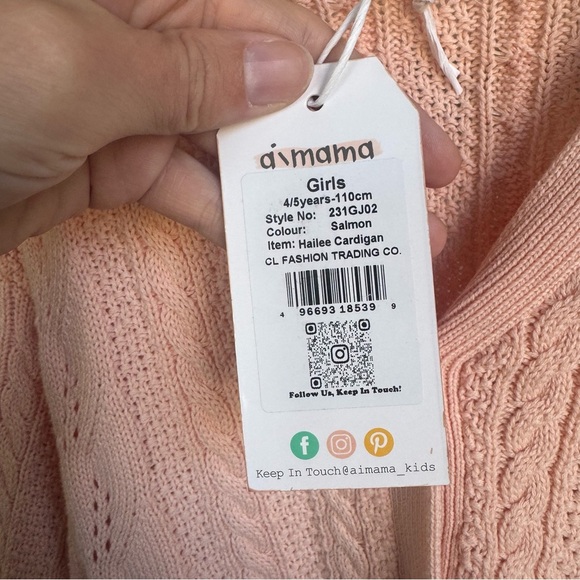 aimama
Girls
4/5years-110cm
Style No: 231GJ02
Colour: Salmon
Item: Hailee Cardigan
CL FASHION TRADING CO.
4 96693 18539 9
Follow Us, Keep In Touch!
Keep In Touch@aimama_kids